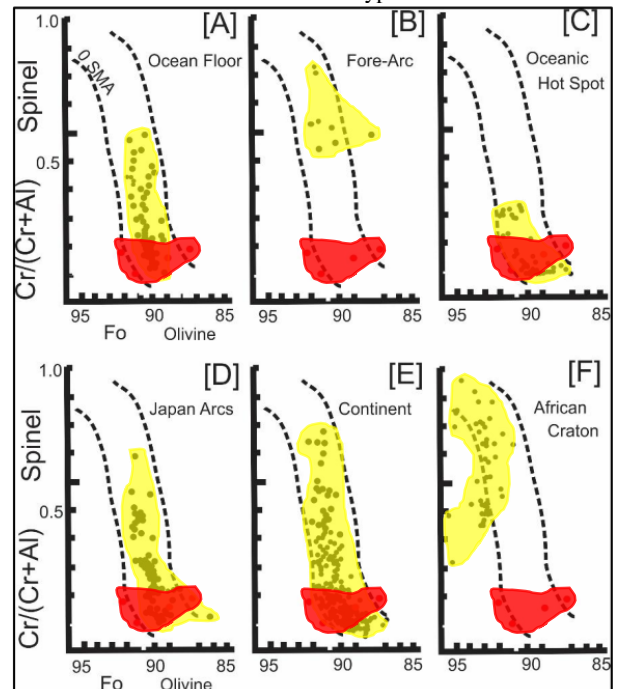 1.0
[A]
[B]
[C]
0 SMA
Ocean Floor
Fore-Arc
Oceanic
Hot Spot
Spinel
0.5
Cr/(Cr+Al)
95
90
85
95
90
85
95
90
85
Fo
Olivine
1.0
[D]
[E]
[F]
Japan Arcs
Continent
African
Craton
Spinel
0.5
Cr/(Cr+Al)
95
90
85
95
90
85
95
90
85
Fo
Olivine